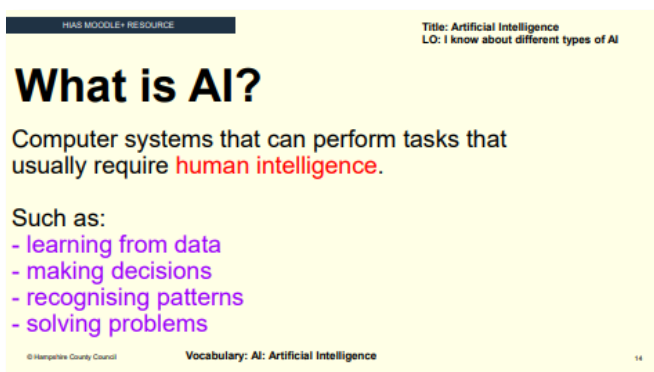 HIAS MOODLE+ RESOURCE
Title: Artificial Intelligence
LO: I know about different types of AI
What is AI?
Computer systems that can perform tasks that
usually require human intelligence.
Such as:
- learning from data
- making decisions
- recognising patterns
- solving problems
© Hampshire County Council
Vocabulary: AI: Artificial Intelligence
14